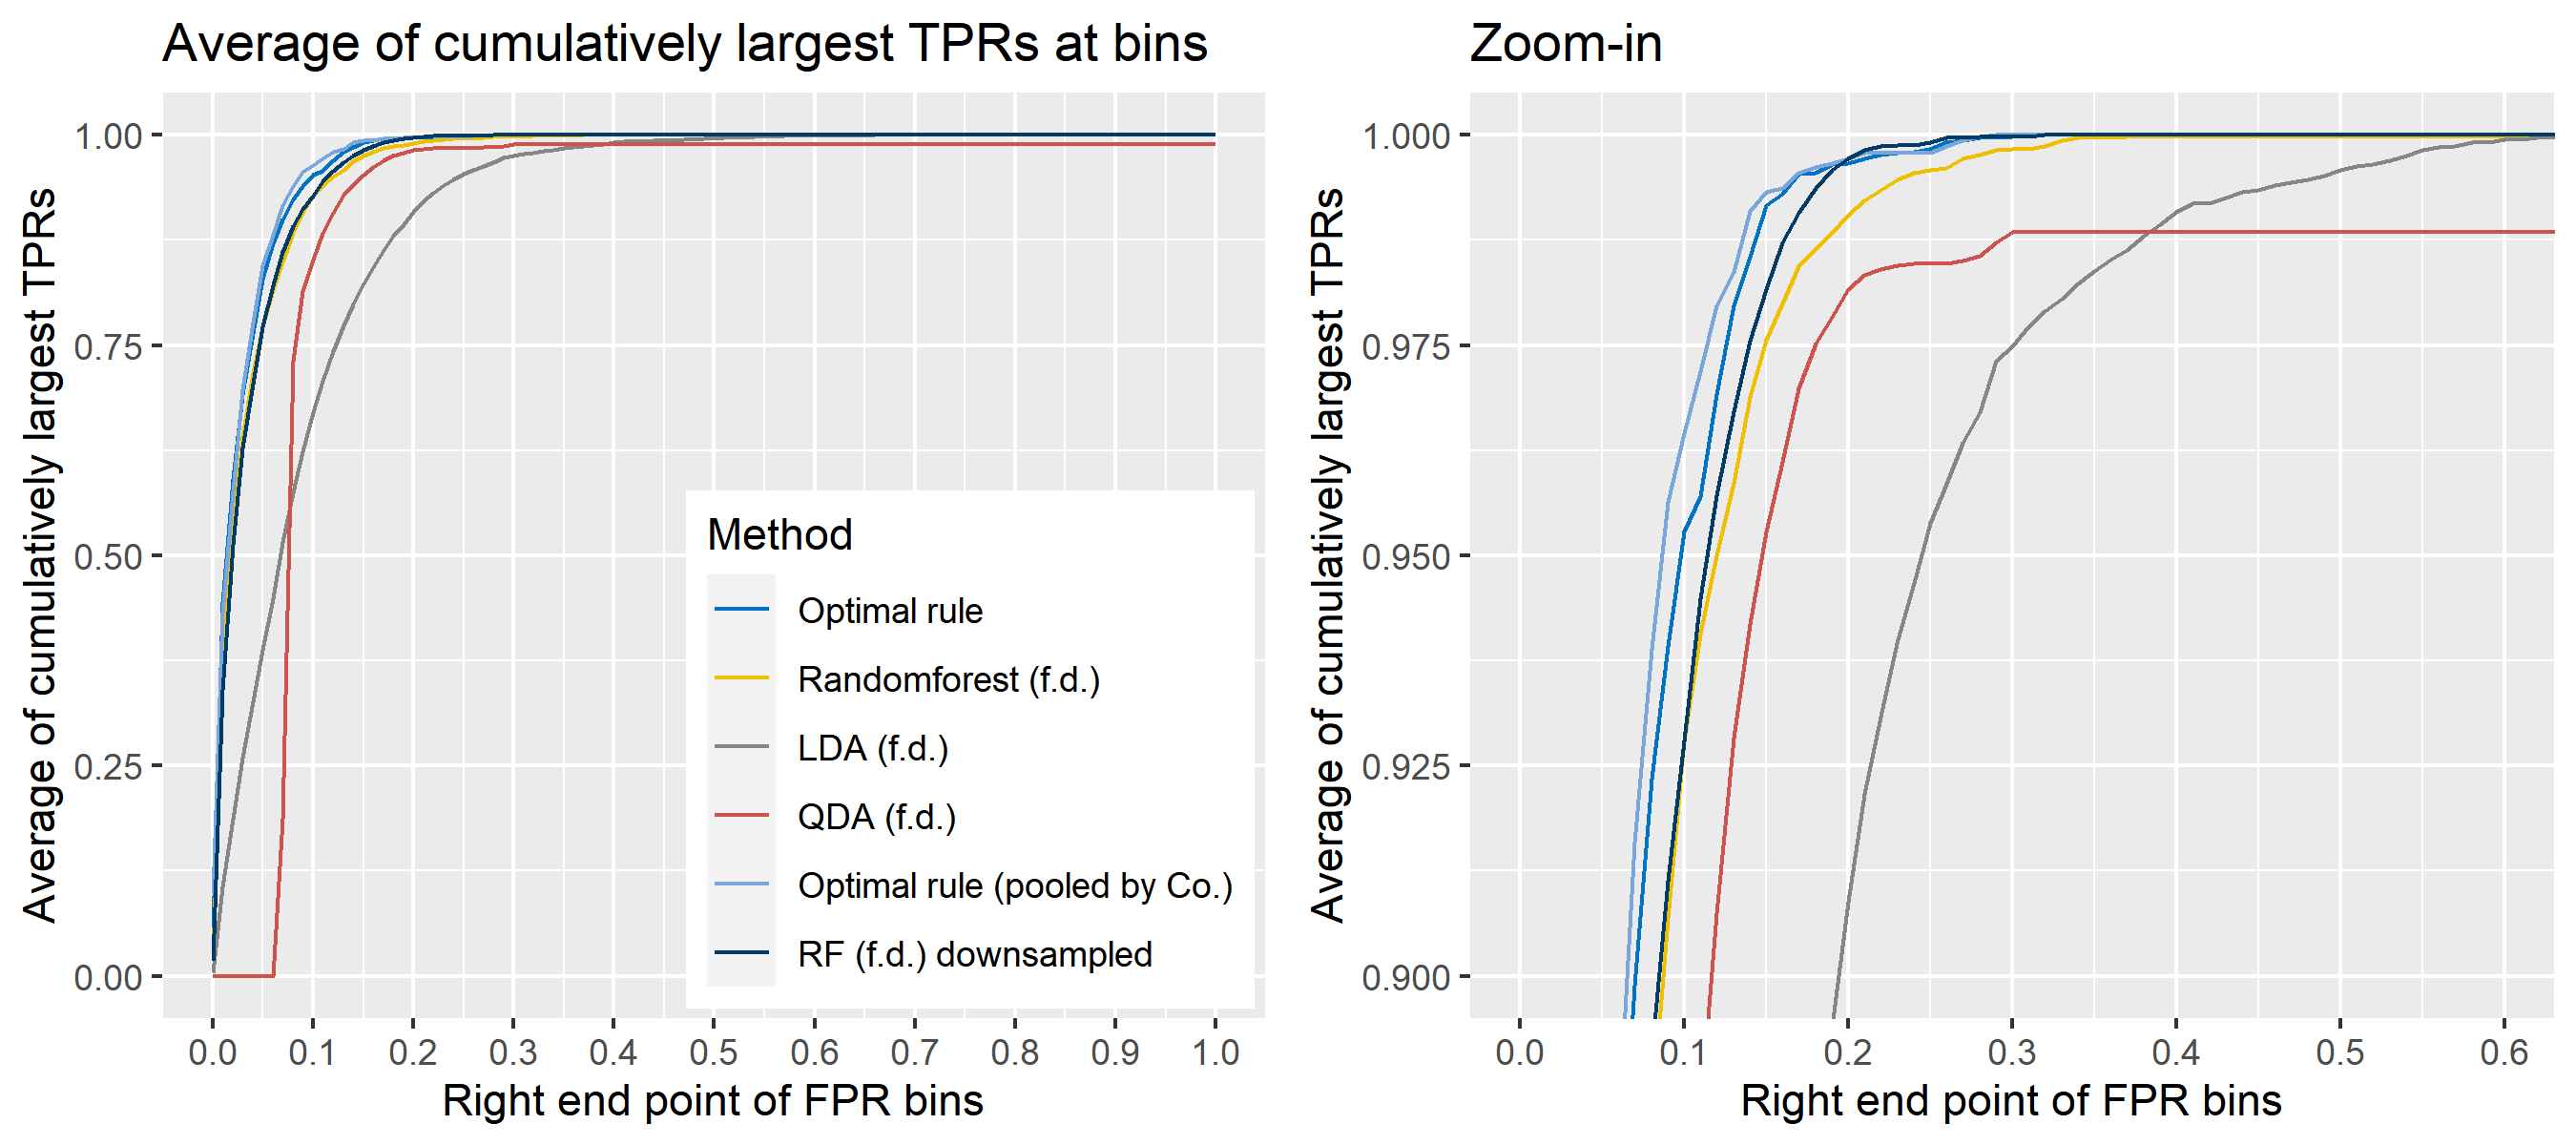 Average of cumulatively largest TPRs at bins
Average of cumulatively largest TPRs
1.00
0.75
0.50
0.25
0.00
0.0 0.1 0.2 0.3 0.4 0.5 0.6 0.7 0.8 0.9 1.0
Right end point of FPR bins
Method
Optimal rule
Randomforest (f.d.)
LDA (f.d.)
QDA (f.d.)
Optimal rule (pooled by Co.)
RF (f.d.) downsampled
Zoom-in
Average of cumulatively largest TPRs
1.000
0.975
0.950
0.925
0.900
0.0 0.1 0.2 0.3 0.4 0.5 0.6
Right end point of FPR bins